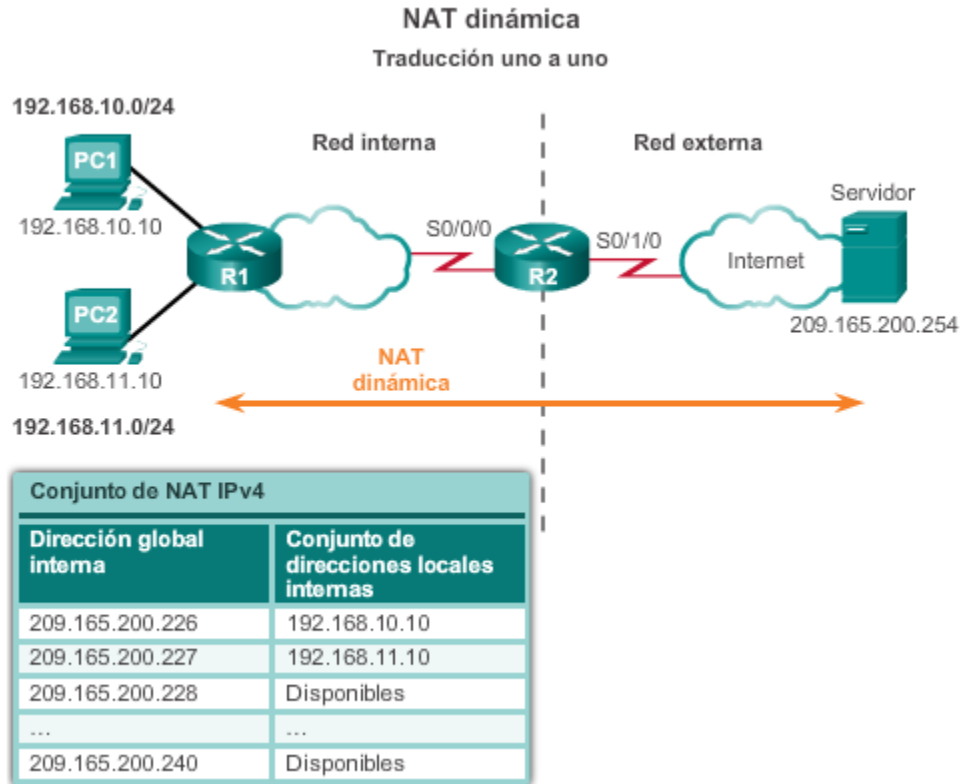 NAT dinámica
Traducción uno a uno
192.168.10.0/24
Red interna
Red externa
PC1
Servidor
192.168.10.10
S0/0/0
S0/1/0
R1
R2
Internet
PC2
209.165.200.254
NAT
dinámica
192.168.11.10
192.168.11.0/24
Conjunto de NAT IPv4
Dirección global
interna
Conjunto de
direcciones locales
internas
209.165.200.226
192.168.10.10
209.165.200.227
192.168.11.10
209.165.200.228
Disponibles
...
...
209.165.200.240
Disponibles